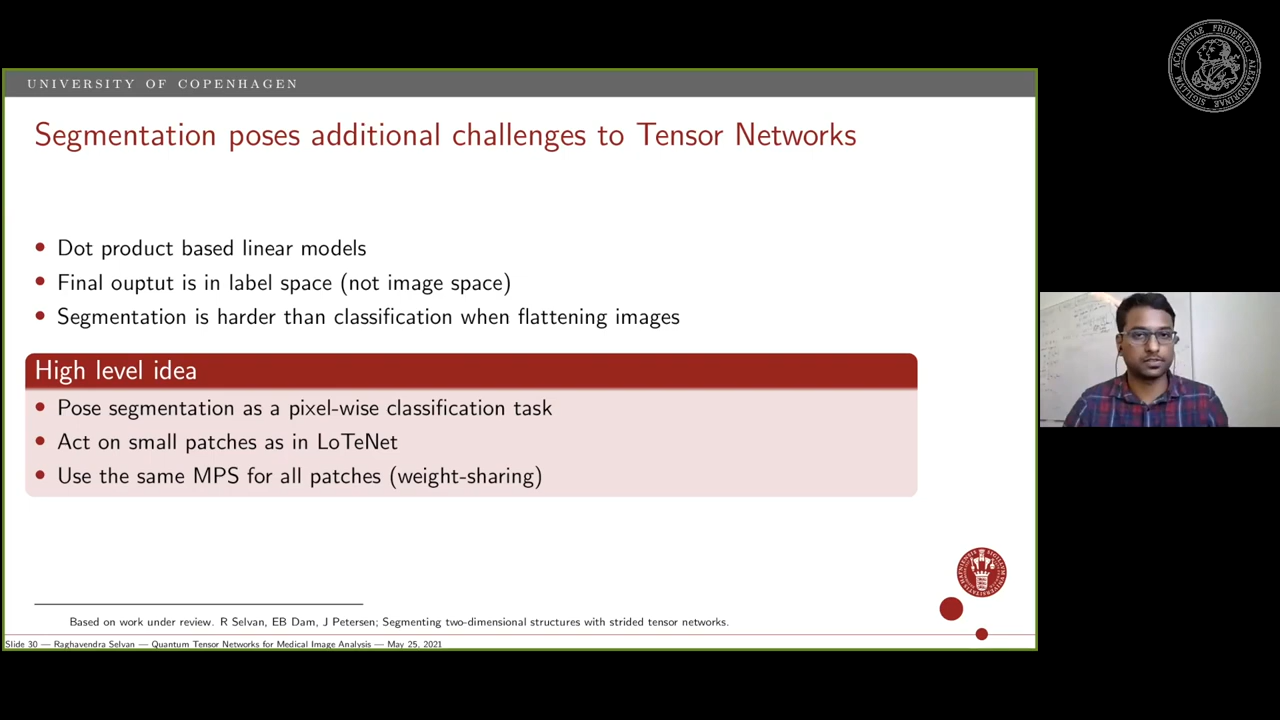 UNIVERSITY OF COPENHAGEN
Segmentation poses additional challenges to Tensor Networks
• Dot product based linear models
• Final ouptut is in label space (not image space)
• Segmentation is harder than classification when flattening images
High level idea
• Pose segmentation as a pixel-wise classification task
• Act on small patches as in LoTeNet
• Use the same MPS for all patches (weight-sharing)
Based on work under review. R Selvan, EB Dam, J Petersen; Segmenting two-dimensional structures with strided tensor networks.
Slide 30 — Raghavendra Selvan — Quantum Tensor Networks for Medical Image Analysis — May 25, 2021
ACADEMIAE FRIDERICO ALEXANDRINAE SIGILLVM